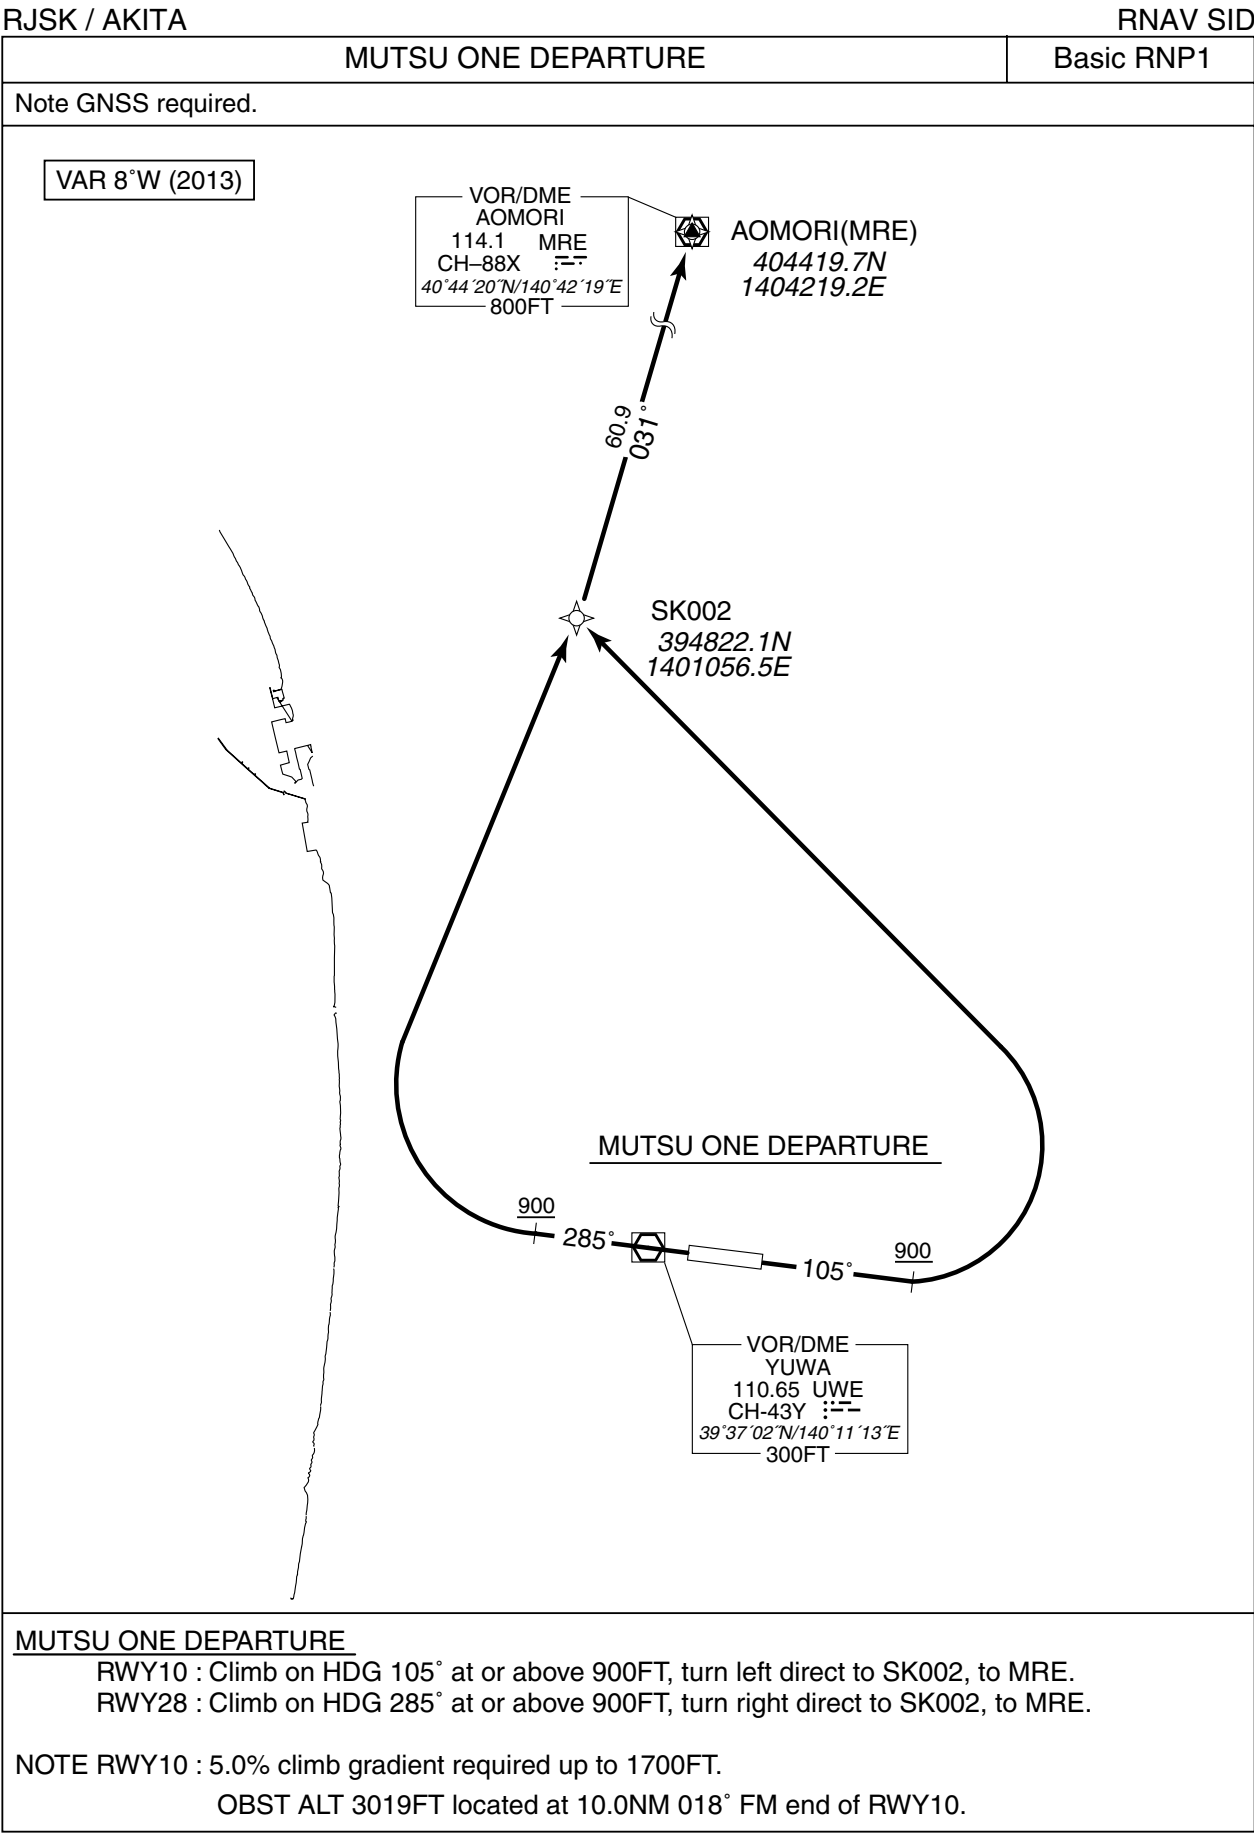 RJSK / AKITA
RNAV SID
MUTSU ONE DEPARTURE
Basic RNP1
Note GNSS required.
VAR 8˚W (2013)
VOR/DME
AOMORI
114.1 MRE
CH–88X
40˚44´20˝N/140˚42´19˝E
800FT
AOMORI(MRE)
404419.7N
1404219.2E
60.9
031˚
SK002
394822.1N
1401056.5E
MUTSU ONE DEPARTURE
900
285˚
105˚
900
VOR/DME
YUWA
110.65 UWE
CH-43Y
39˚37´02˝N/140˚11´13˝E
300FT
MUTSU ONE DEPARTURE
RWY10 : Climb on HDG 105˚ at or above 900FT, turn left direct to SK002, to MRE.
RWY28 : Climb on HDG 285˚ at or above 900FT, turn right direct to SK002, to MRE.
NOTE RWY10 : 5.0% climb gradient required up to 1700FT.
OBST ALT 3019FT located at 10.0NM 018˚ FM end of RWY10.